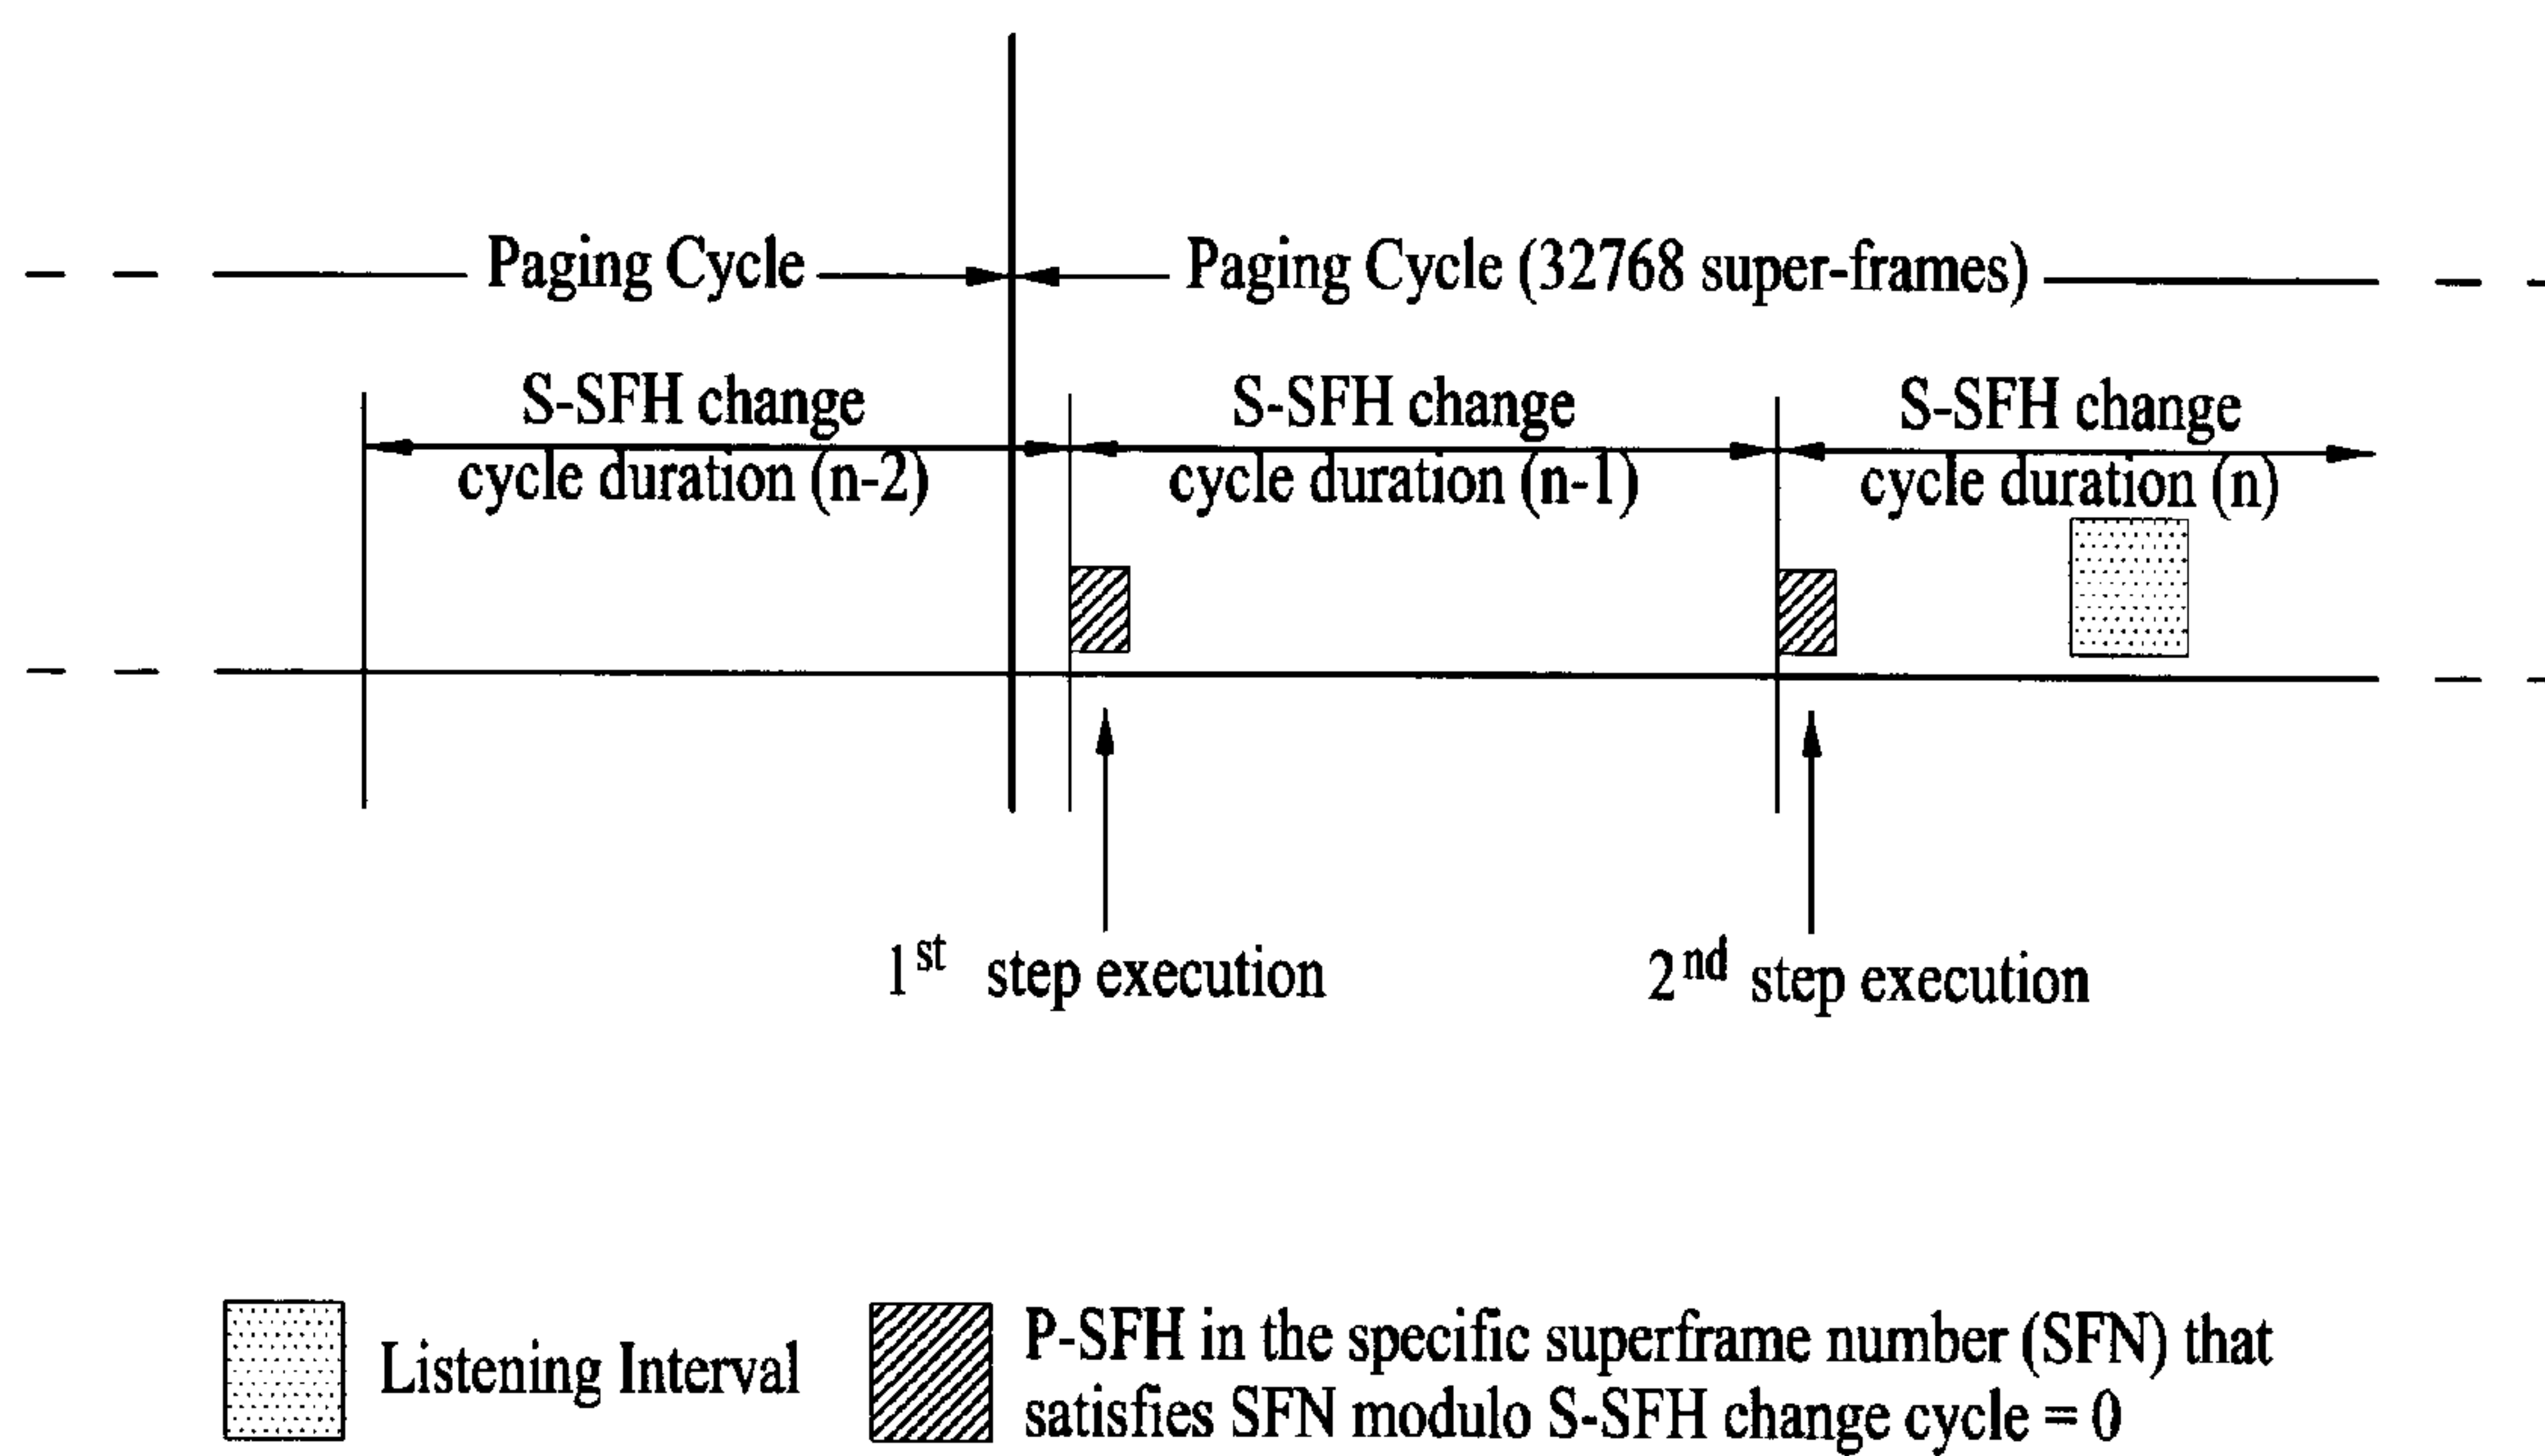 Paging Cycle
Paging Cycle (32768 super-frames)
S-SFH change
cycle duration (n-2)
S-SFH change
cycle duration (n-1)
S-SFH change
cycle duration (n)
1st step execution
2nd step execution
Listening Interval
P-SFH in the specific superframe number (SFN) that
satisfies SFN modulo S-SFH change cycle = 0